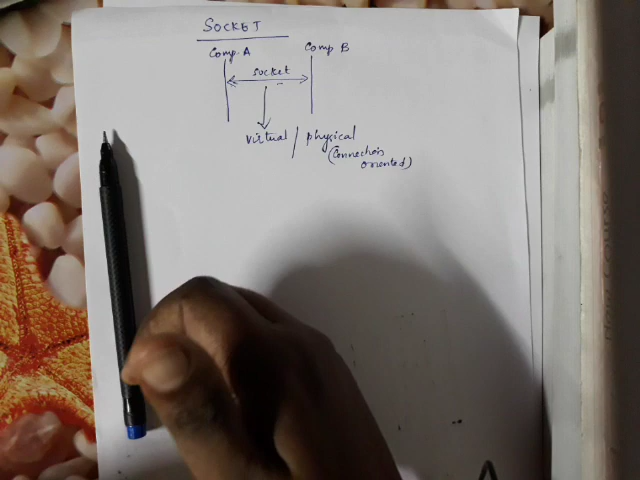 SOCKET
Comp. A Comp B
socket
virtual / physical
(Connection
oriented)